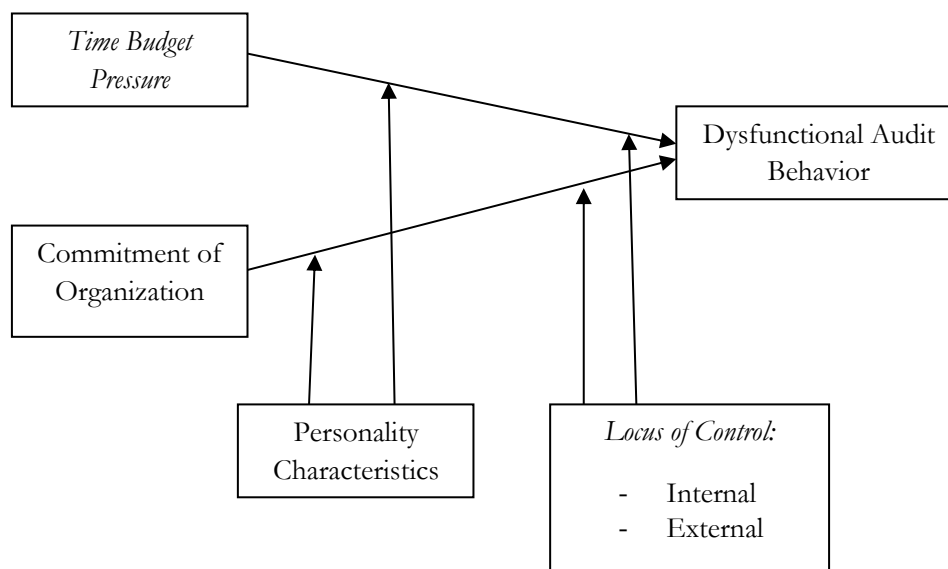 Time Budget
Pressure
Dysfunctional Audit
Behavior
Commitment of
Organization
Personality
Characteristics
Locus of Control:
- Internal
- External